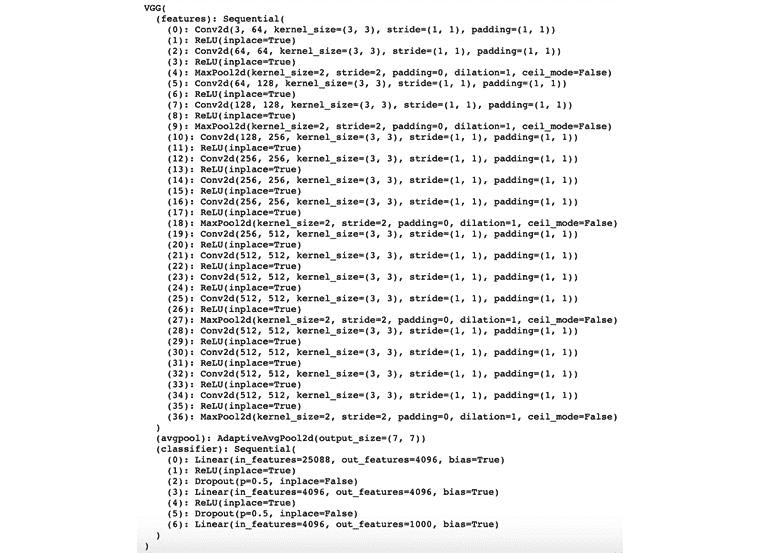 VGG(
(features): Sequential(
(0): Conv2d(3, 64, kernel_size=(3, 3), stride=(1, 1), padding=(1, 1))
(1): ReLU(inplace=True)
(2): Conv2d(64, 64, kernel_size=(3, 3), stride=(1, 1), padding=(1, 1))
(3): ReLU(inplace=True)
(4): MaxPool2d(kernel_size=2, stride=2, padding=0, dilation=1, ceil_mode=False)
(5): Conv2d(64, 128, kernel_size=(3, 3), stride=(1, 1), padding=(1, 1))
(6): ReLU(inplace=True)
(7): Conv2d(128, 128, kernel_size=(3, 3), stride=(1, 1), padding=(1, 1))
(8): ReLU(inplace=True)
(9): MaxPool2d(kernel_size=2, stride=2, padding=0, dilation=1, ceil_mode=False)
(10): Conv2d(128, 256, kernel_size=(3, 3), stride=(1, 1), padding=(1, 1))
(11): ReLU(inplace=True)
(12): Conv2d(256, 256, kernel_size=(3, 3), stride=(1, 1), padding=(1, 1))
(13): ReLU(inplace=True)
(14): Conv2d(256, 256, kernel_size=(3, 3), stride=(1, 1), padding=(1, 1))
(15): ReLU(inplace=True)
(16): Conv2d(256, 256, kernel_size=(3, 3), stride=(1, 1), padding=(1, 1))
(17): ReLU(inplace=True)
(18): MaxPool2d(kernel_size=2, stride=2, padding=0, dilation=1, ceil_mode=False)
(19): Conv2d(256, 512, kernel_size=(3, 3), stride=(1, 1), padding=(1, 1))
(20): ReLU(inplace=True)
(21): Conv2d(512, 512, kernel_size=(3, 3), stride=(1, 1), padding=(1, 1))
(22): ReLU(inplace=True)
(23): Conv2d(512, 512, kernel_size=(3, 3), stride=(1, 1), padding=(1, 1))
(24): ReLU(inplace=True)
(25): Conv2d(512, 512, kernel_size=(3, 3), stride=(1, 1), padding=(1, 1))
(26): ReLU(inplace=True)
(27): MaxPool2d(kernel_size=2, stride=2, padding=0, dilation=1, ceil_mode=False)
(28): Conv2d(512, 512, kernel_size=(3, 3), stride=(1, 1), padding=(1, 1))
(29): ReLU(inplace=True)
(30): Conv2d(512, 512, kernel_size=(3, 3), stride=(1, 1), padding=(1, 1))
(31): ReLU(inplace=True)
(32): Conv2d(512, 512, kernel_size=(3, 3), stride=(1, 1), padding=(1, 1))
(33): ReLU(inplace=True)
(34): Conv2d(512, 512, kernel_size=(3, 3), stride=(1, 1), padding=(1, 1))
(35): ReLU(inplace=True)
(36): MaxPool2d(kernel_size=2, stride=2, padding=0, dilation=1, ceil_mode=False)
)
(avgpool): AdaptiveAvgPool2d(output_size=(7, 7))
(classifier): Sequential(
(0): Linear(in_features=25088, out_features=4096, bias=True)
(1): ReLU(inplace=True)
(2): Dropout(p=0.5, inplace=False)
(3): Linear(in_features=4096, out_features=4096, bias=True)
(4): ReLU(inplace=True)
(5): Dropout(p=0.5, inplace=False)
(6): Linear(in_features=4096, out_features=1000, bias=True)
)
)